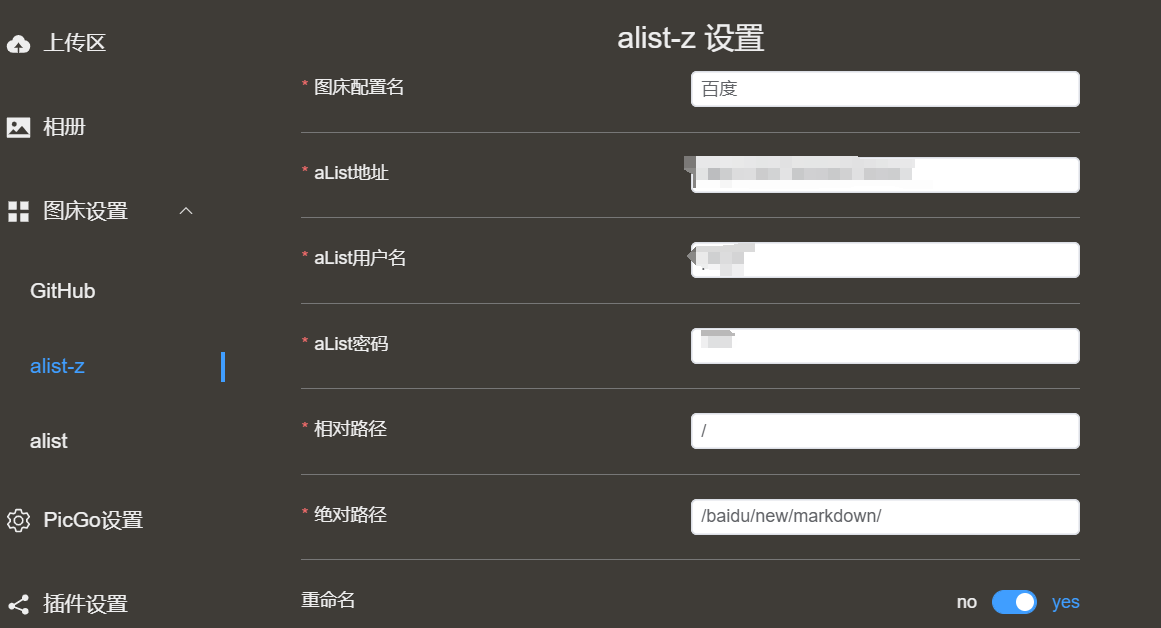 上传区
相册
图床设置
GitHub
alist-z
alist
PicGo设置
插件设置
alist-z 设置
* 图床配置名
百度
* aList地址
* aList用户名
* aList密码
* 相对路径
/
* 绝对路径
/baidu/new/markdown/
重命名
no yes